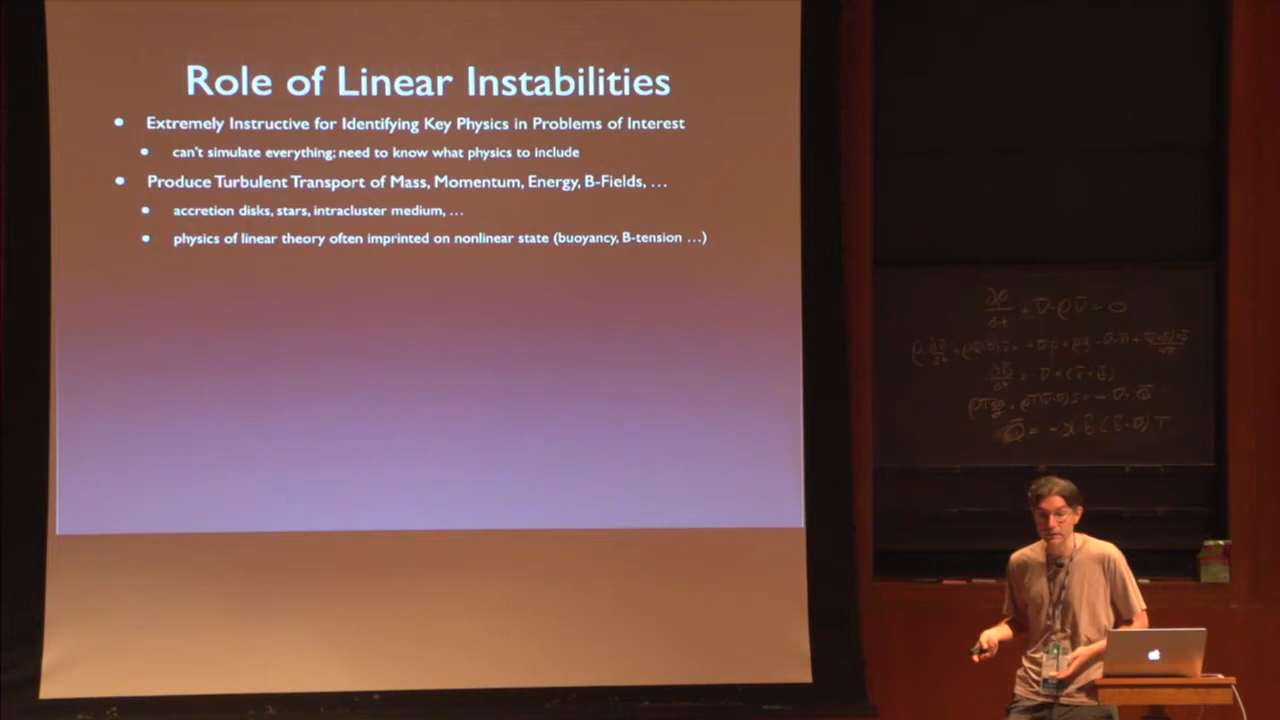 Role of Linear Instabilities
• Extremely Instructive for Identifying Key Physics in Problems of Interest
• can't simulate everything; need to know what physics to include
• Produce Turbulent Transport of Mass, Momentum, Energy, B-Fields, …
• accretion disks, stars, intracluster medium, …
• physics of linear theory often imprinted on nonlinear state (buoyancy, B-tension …)